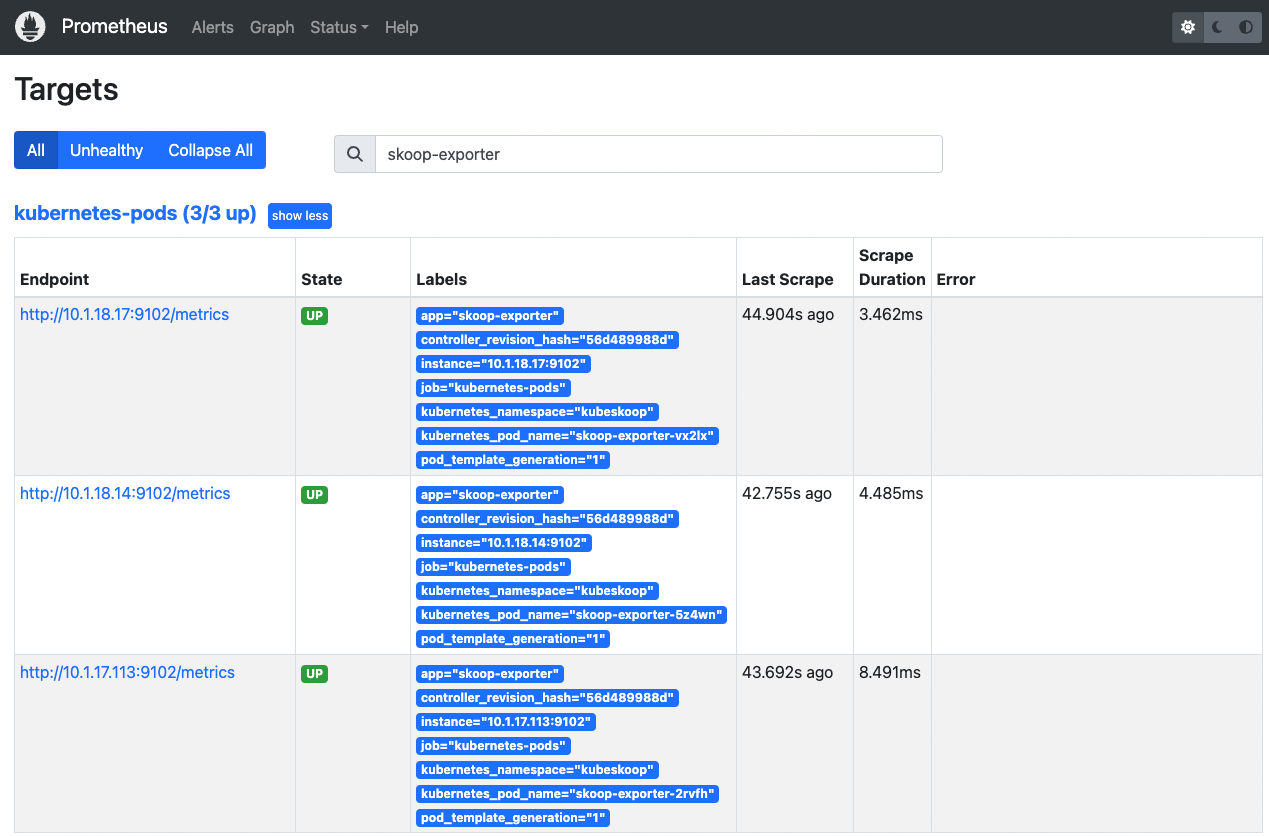 Prometheus Alerts Graph Status Help
Targets
All Unhealthy Collapse All
skoop-exporter
kubernetes-pods (3/3 up) show less
Endpoint State Labels Last Scrape Scrape Duration Error
http://10.1.18.17:9102/metrics UP app="skoop-exporter" 44.904s ago 3.462ms
controller_revision_hash="56d489988d"
instance="10.1.18.17:9102"
job="kubernetes-pods"
kubernetes_namespace="kubeskoop"
kubernetes_pod_name="skoop-exporter-vx2lx"
pod_template_generation="1"
http://10.1.18.14:9102/metrics UP app="skoop-exporter" 42.755s ago 4.485ms
controller_revision_hash="56d489988d"
instance="10.1.18.14:9102"
job="kubernetes-pods"
kubernetes_namespace="kubeskoop"
kubernetes_pod_name="skoop-exporter-5z4wn"
pod_template_generation="1"
http://10.1.17.113:9102/metrics UP app="skoop-exporter" 43.692s ago 8.491ms
controller_revision_hash="56d489988d"
instance="10.1.17.113:9102"
job="kubernetes-pods"
kubernetes_namespace="kubeskoop"
kubernetes_pod_name="skoop-exporter-2rvfh"
pod_template_generation="1"